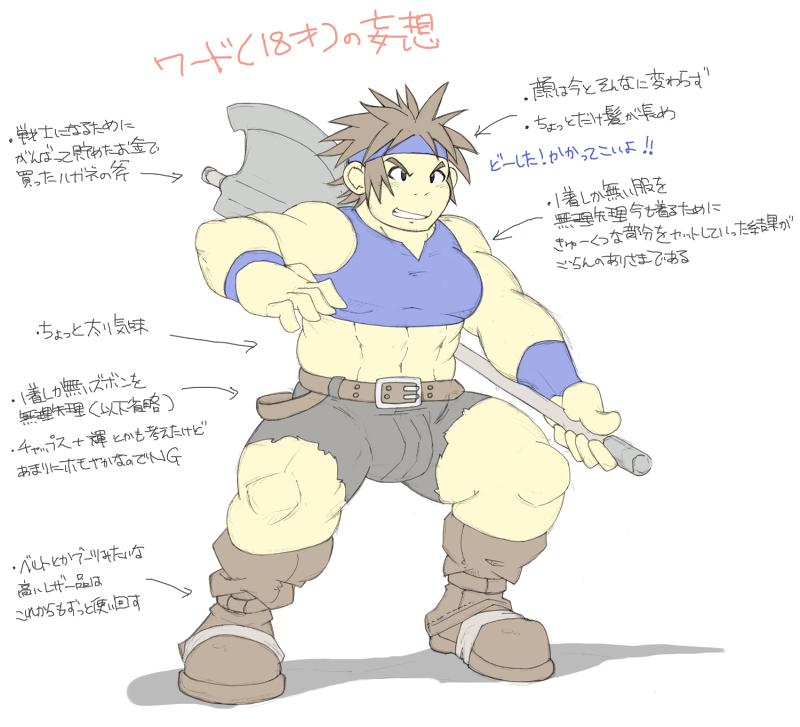 ワード(18才)の妄想
・戦士になるために
がんばって貯めたお金で
買ったハガネの斧
・顔は今とそんなに変わらず
・ちょっとだけ髪が長め
どーした!かかってこいよ!!
・1着しか無い服を
無理矢理今も着るために
きゅーくつな部分をカットしていった結果が
ごらんのありさまである
・ちょっと太り気味
・1着しか無いズボンを
無理矢理(以下省略)
・チャップス+褌とかも考えたけど
あまりにホモやかなのでNG
・ベルトとかブーツみたいな
高いレザー品は
これからもずっと使い回す